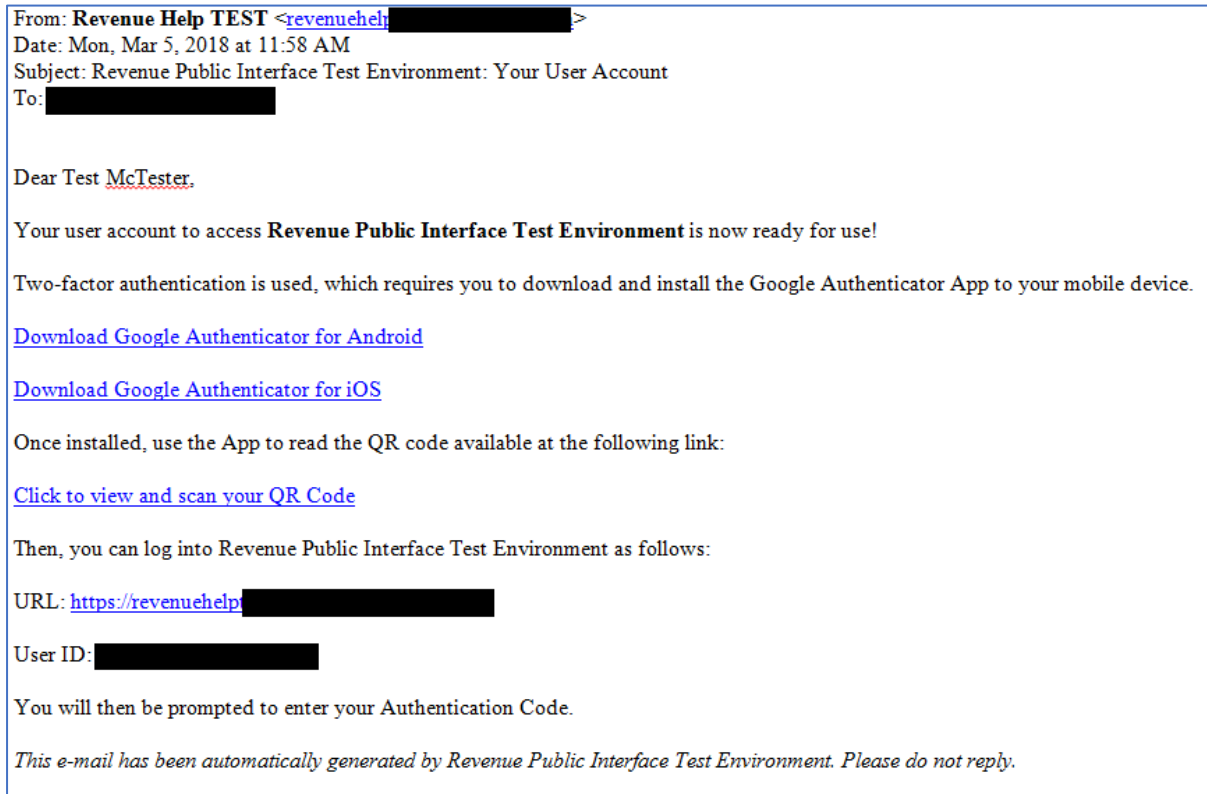 From: Revenue Help TEST <revenuehelp >
Date: Mon, Mar 5, 2018 at 11:58 AM
Subject: Revenue Public Interface Test Environment: Your User Account
To:
Dear Test McTester,
Your user account to access Revenue Public Interface Test Environment is now ready for use!
Two-factor authentication is used, which requires you to download and install the Google Authenticator App to your mobile device.
Download Google Authenticator for Android
Download Google Authenticator for iOS
Once installed, use the App to read the QR code available at the following link:
Click to view and scan your QR Code
Then, you can log into Revenue Public Interface Test Environment as follows:
URL: https://revenuehelpt
User ID:
You will then be prompted to enter your Authentication Code.
This e-mail has been automatically generated by Revenue Public Interface Test Environment. Please do not reply.